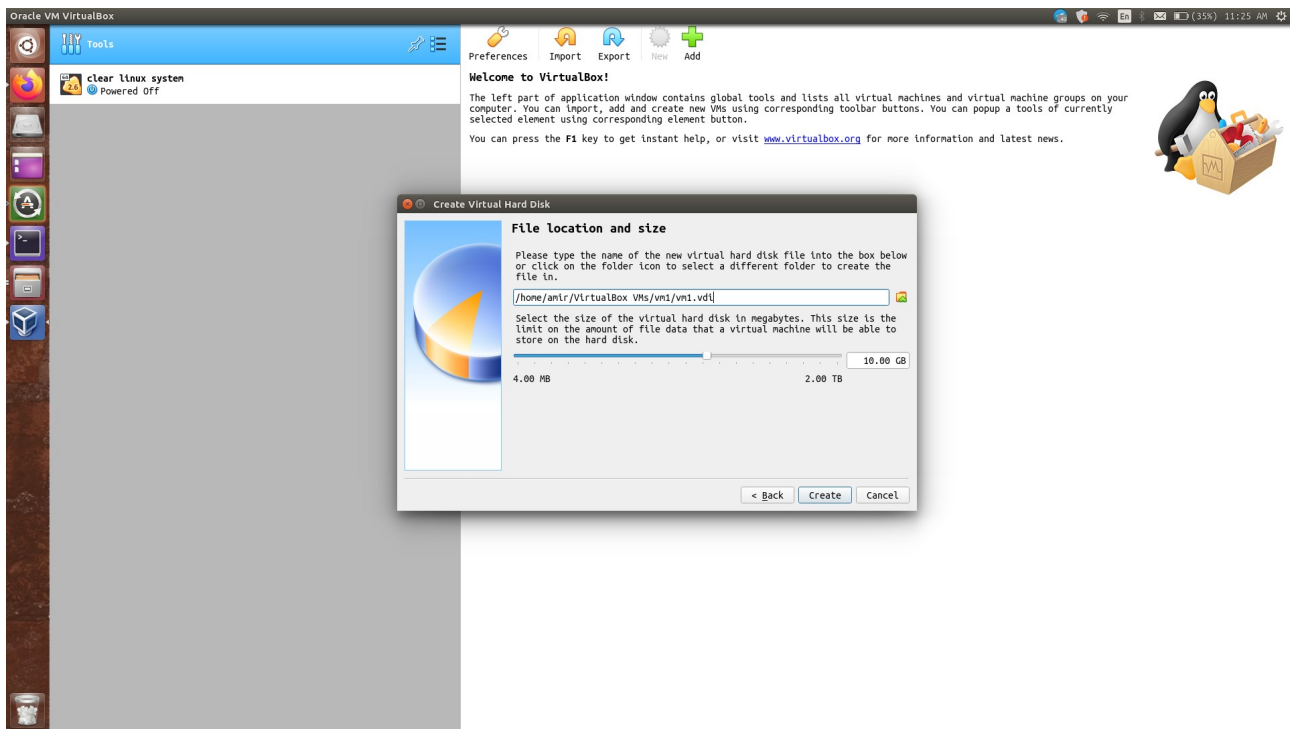 Oracle VM VirtualBox
En
(35%) 11:25 AM
Tools
clear linux system
Powered Off
2.6
Preferences
Import
Export
New
Add
Welcome to VirtualBox!
The left part of application window contains global tools and lists all virtual machines and virtual machine groups on your
computer. You can import, add and create new VMs using corresponding toolbar buttons. You can popup a tools of currently
selected element using corresponding element button.
You can press the F1 key to get instant help, or visit www.virtualbox.org for more information and latest news.
Create Virtual Hard Disk
File location and size
Please type the name of the new virtual hard disk file into the box below
or click on the folder icon to select a different folder to create the
file in.
/home/amir/VirtualBox VMs/vm1/vm1.vdi
Select the size of the virtual hard disk in megabytes. This size is the
limit on the amount of file data that a virtual machine will be able to
store on the hard disk.
10.00 GB
4.00 MB
2.00 TB
< Back
Create
Cancel